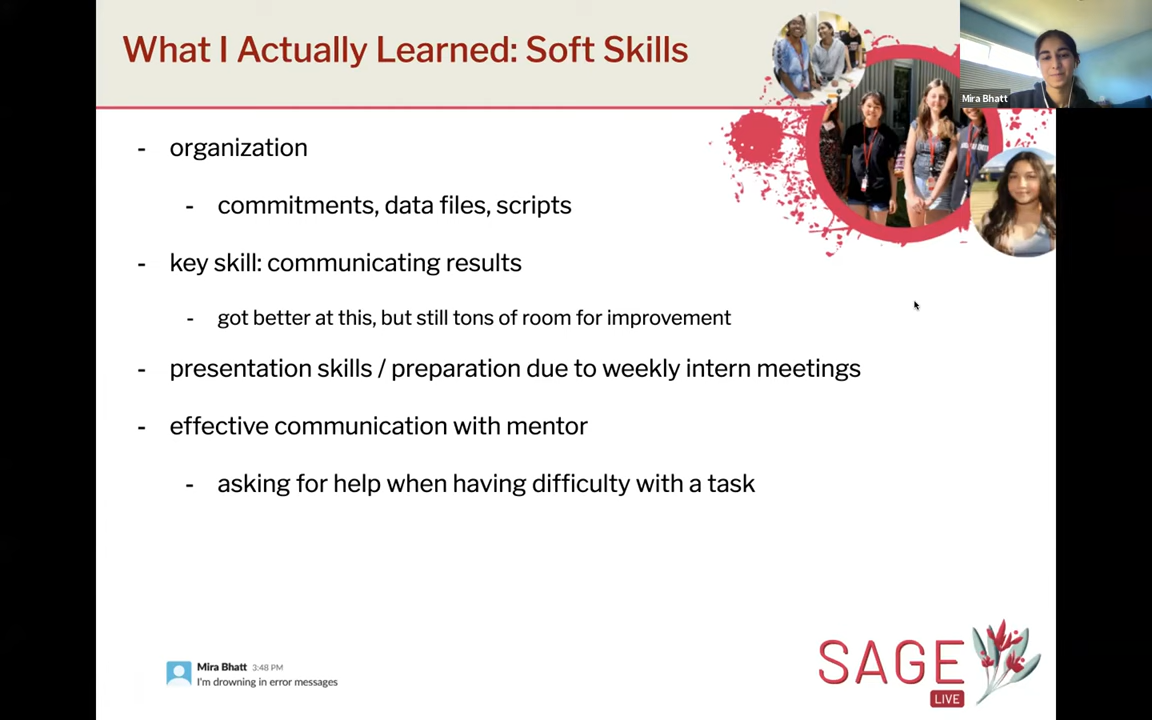 What I Actually Learned: Soft Skills
Mira Bhatt
- organization
- commitments, data files, scripts
- key skill: communicating results
- got better at this, but still tons of room for improvement
- presentation skills / preparation due to weekly intern meetings
- effective communication with mentor
- asking for help when having difficulty with a task
Mira Bhatt 3:48 PM
I'm drowning in error messages
SAGE
LIVE